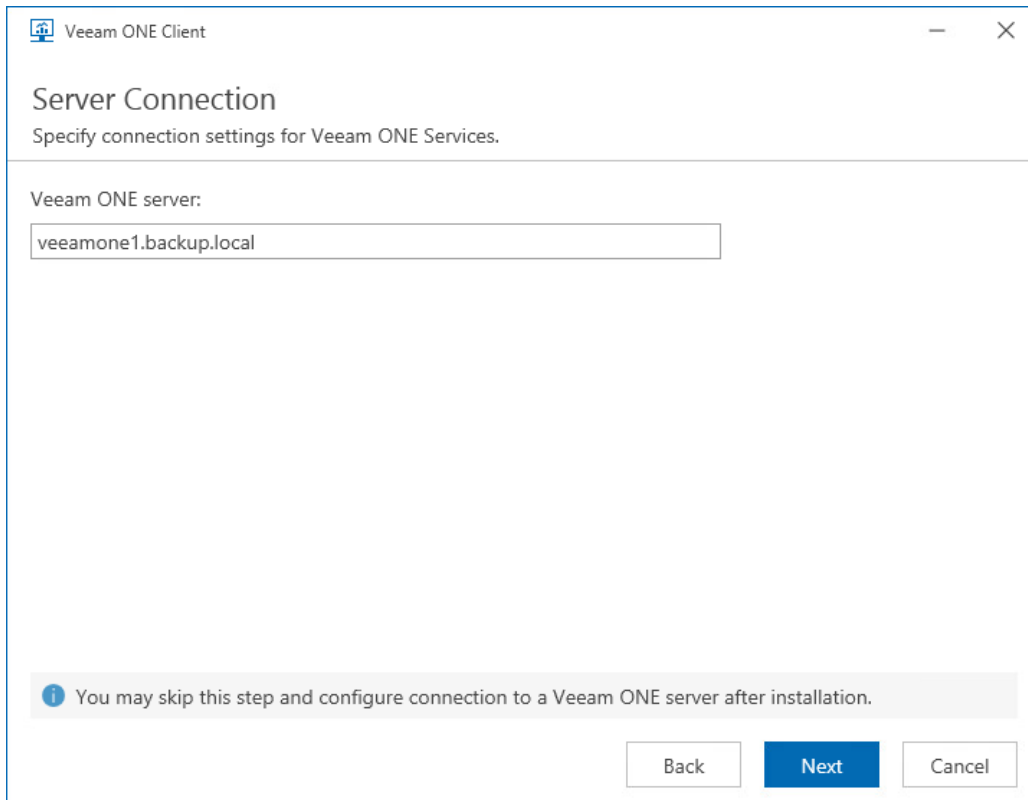 Veeam ONE Client
Server Connection
Specify connection settings for Veeam ONE Services.
Veeam ONE server:
veeamone1.backup.local
You may skip this step and configure connection to a Veeam ONE server after installation.
Back Next Cancel